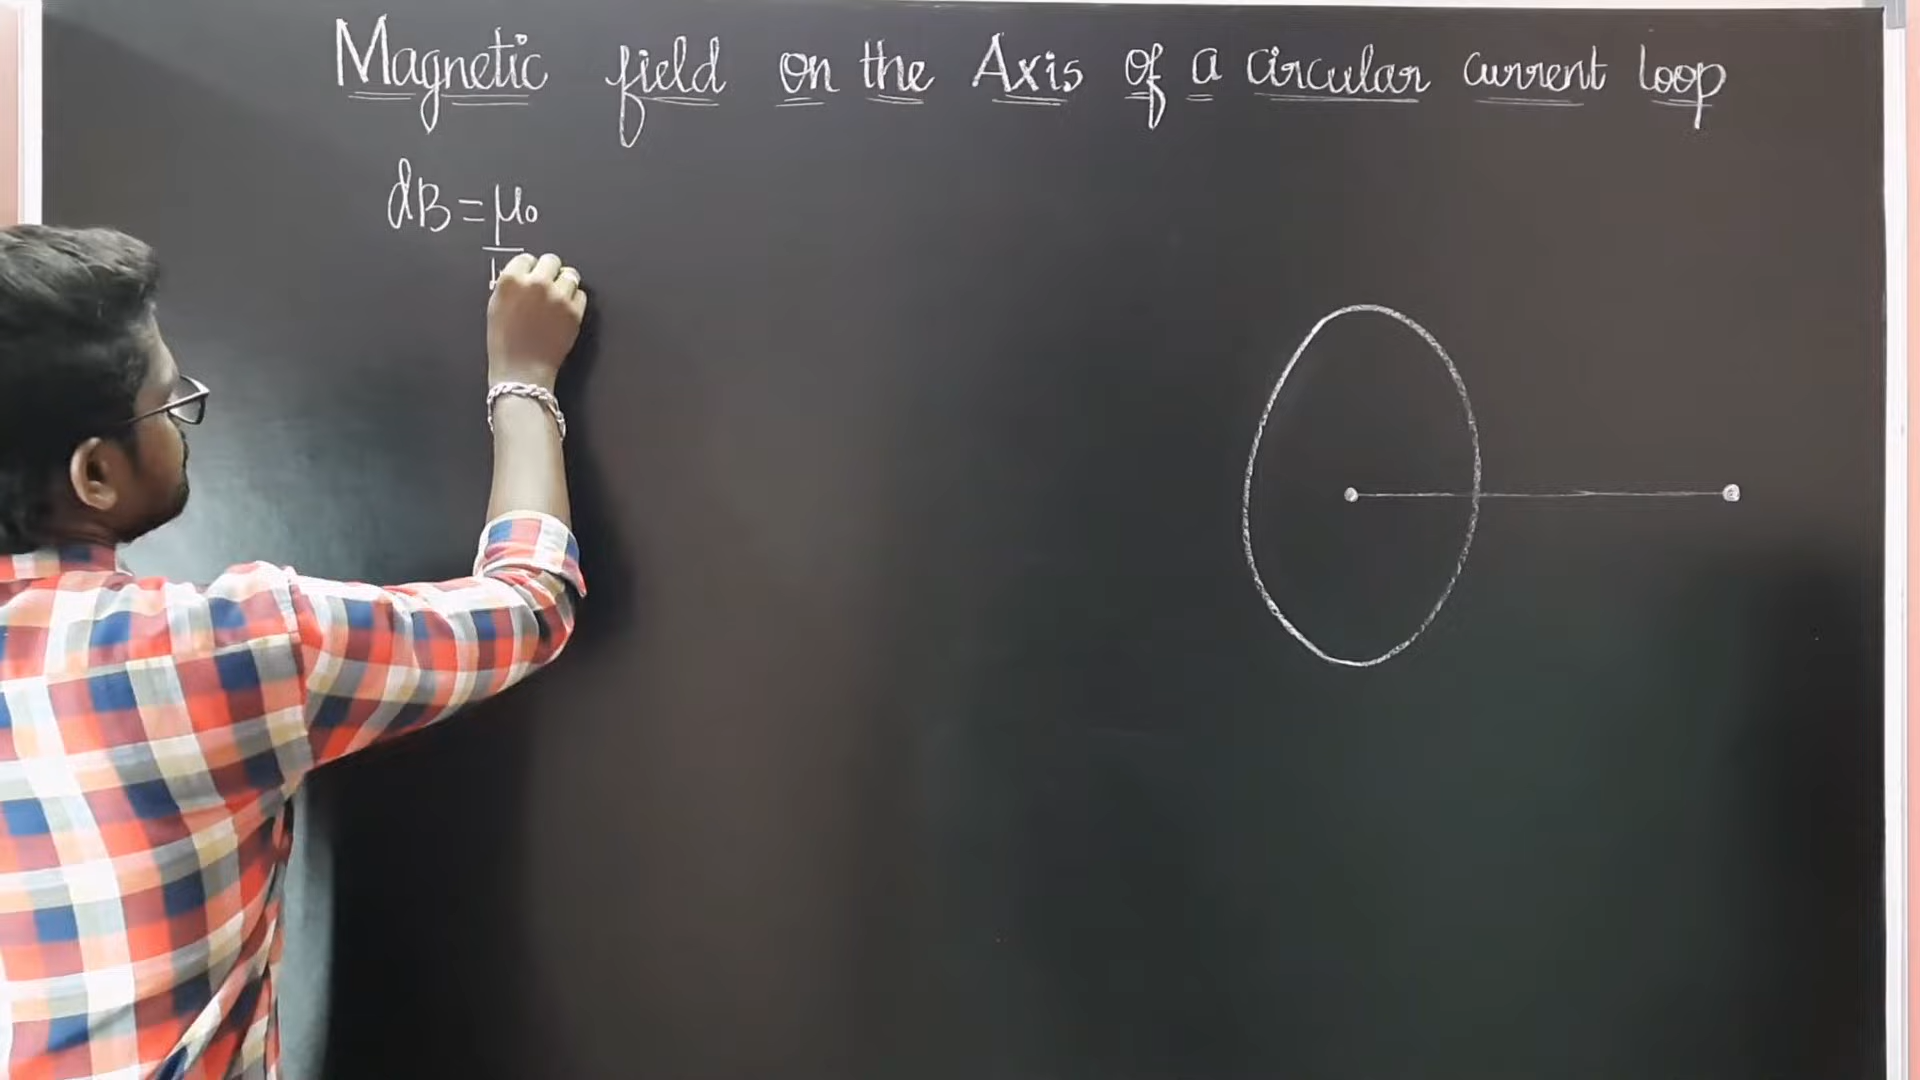 Magnetic field on the Axis of a circular current loop
dB = μ₀